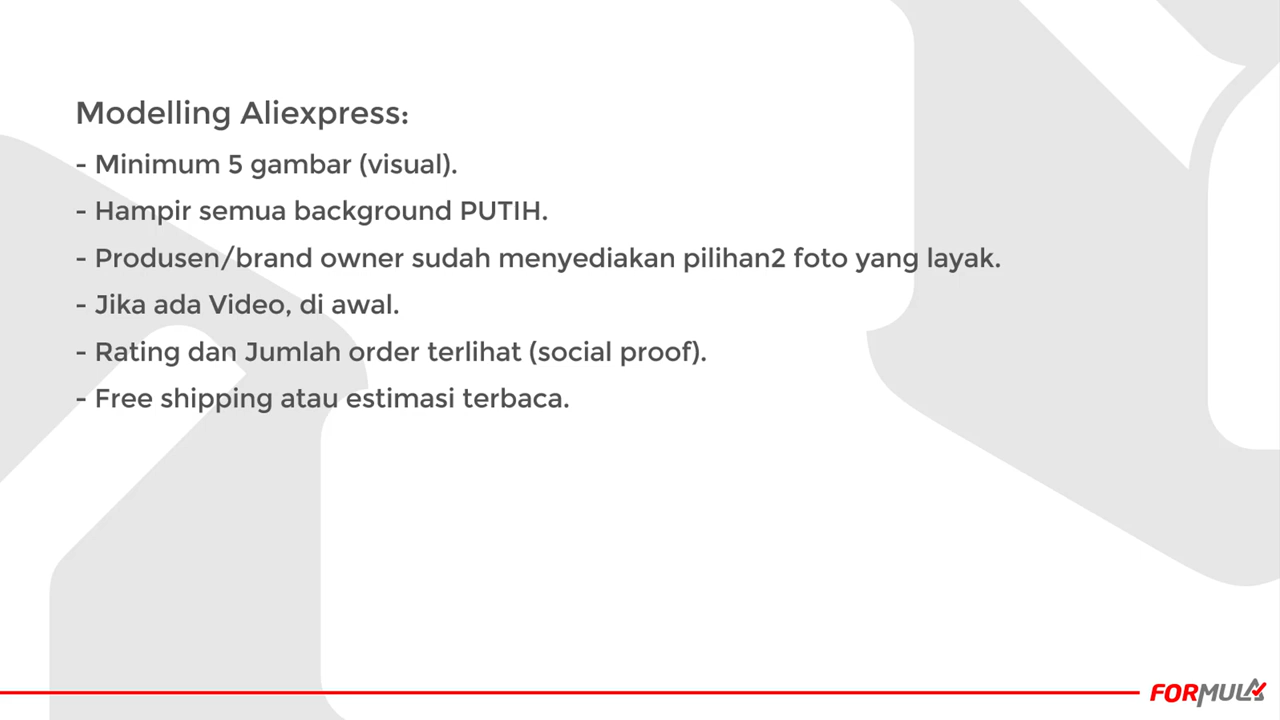 Modelling Aliexpress:
- Minimum 5 gambar (visual).
- Hampir semua background PUTIH.
- Produsen/brand owner sudah menyediakan pilihan2 foto yang layak.
- Jika ada Video, di awal.
- Rating dan Jumlah order terlihat (social proof).
- Free shipping atau estimasi terbaca.
FORMULA